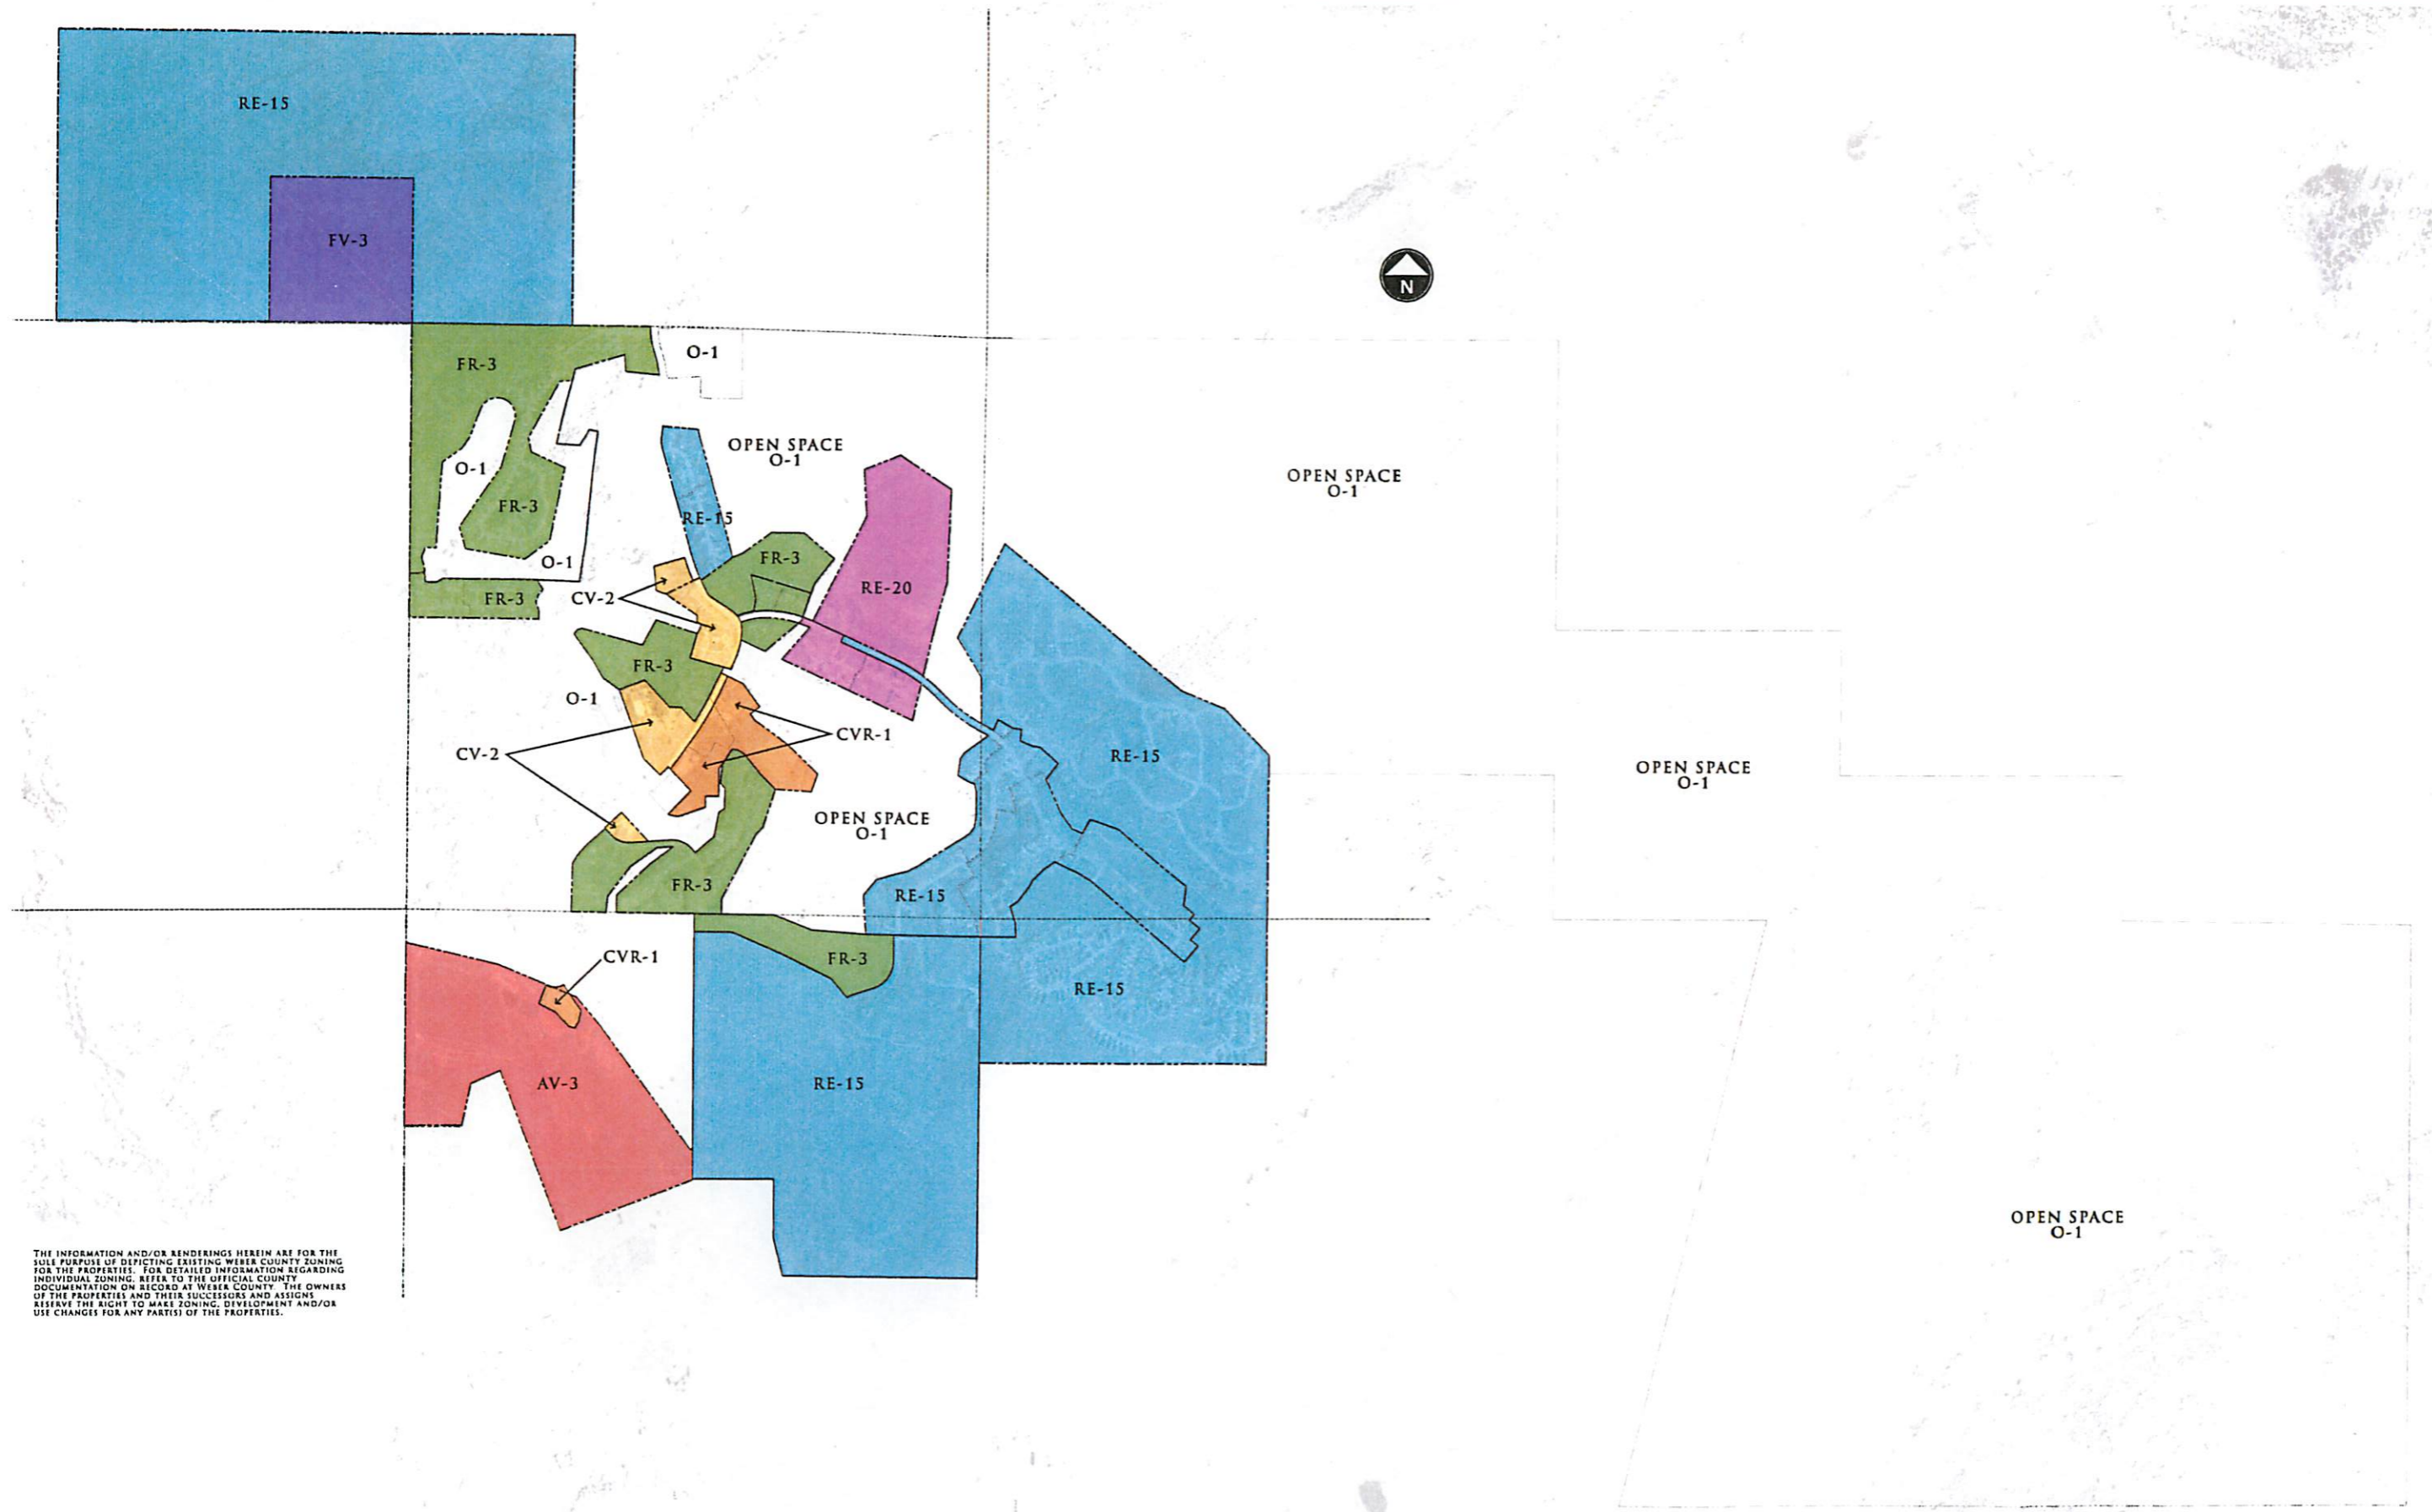 RE-15
FV-3
N
FR-3
O-1
OPEN SPACE
O-1
O-1
FR-3
RE-15
OPEN SPACE
O-1
O-1
FR-3
FR-3
CV-2
RE-20
FR-3
O-1
CVR-1
CV-2
RE-15
OPEN SPACE
O-1
OPEN SPACE
O-1
FR-3
RE-15
CVR-1
FR-3
RE-15
AV-3
RE-15
OPEN SPACE
O-1
THE INFORMATION AND/OR RENDERINGS HEREIN ARE FOR THE
SOLE PURPOSE OF DEPICTING EXISTING WEBER COUNTY ZONING
FOR THE PROPERTIES. FOR DETAILED INFORMATION REGARDING
INDIVIDUAL ZONING, REFER TO THE OFFICIAL COUNTY
DOCUMENTATION ON RECORD AT WEBER COUNTY. THE OWNERS
OF THE PROPERTIES AND THEIR SUCCESSORS AND ASSIGNS
RESERVE THE RIGHT TO MAKE ZONING, DEVELOPMENT AND/OR
USE CHANGES FOR ANY PART(S) OF THE PROPERTIES.